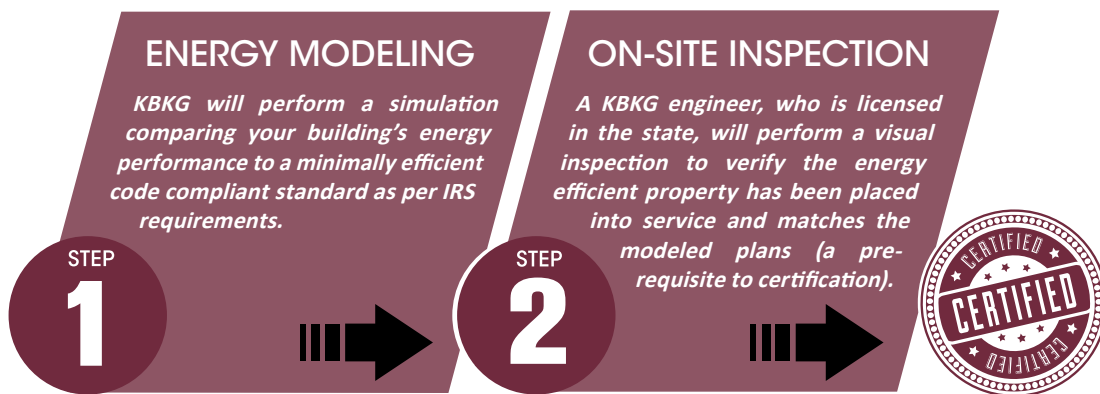 ENERGY MODELING
KBKG will perform a simulation
comparing your building's energy
performance to a minimally efficient
code compliant standard as per IRS
requirements.
STEP
1
ON-SITE INSPECTION
A KBKG engineer, who is licensed
in the state, will perform a visual
inspection to verify the energy
efficient property has been placed
into service and matches the
modeled plans (a pre-
requisite to certification).
STEP
2
CERTIFIED
CERTIFIED
CERTIFIED